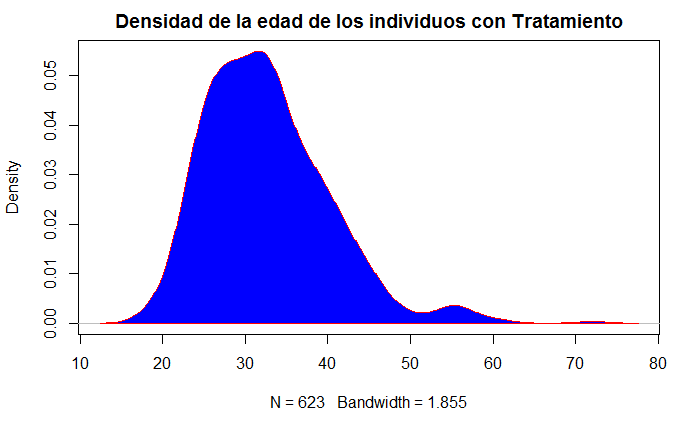 Densidad de la edad de los individuos con Tratamiento
Density
0.05
0.04
0.03
0.02
0.01
0.00
10 20 30 40 50 60 70 80
N = 623 Bandwidth = 1.855